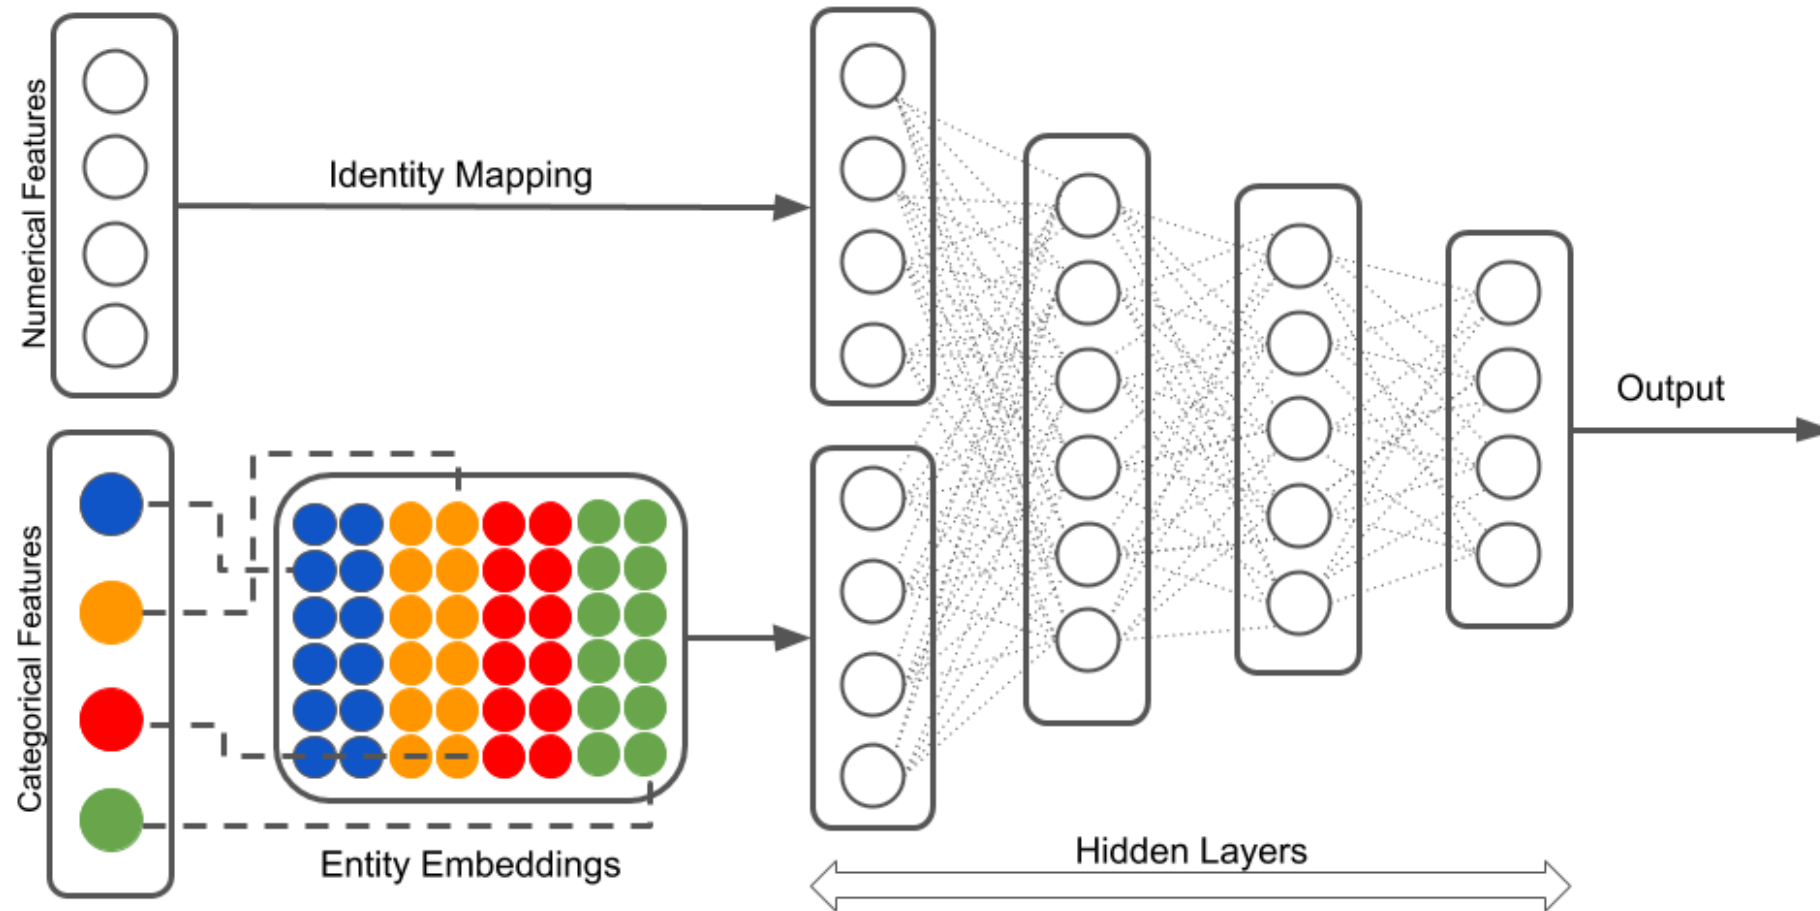 Numerical Features
Identity Mapping
Output
Categorical Features
Entity Embeddings
Hidden Layers